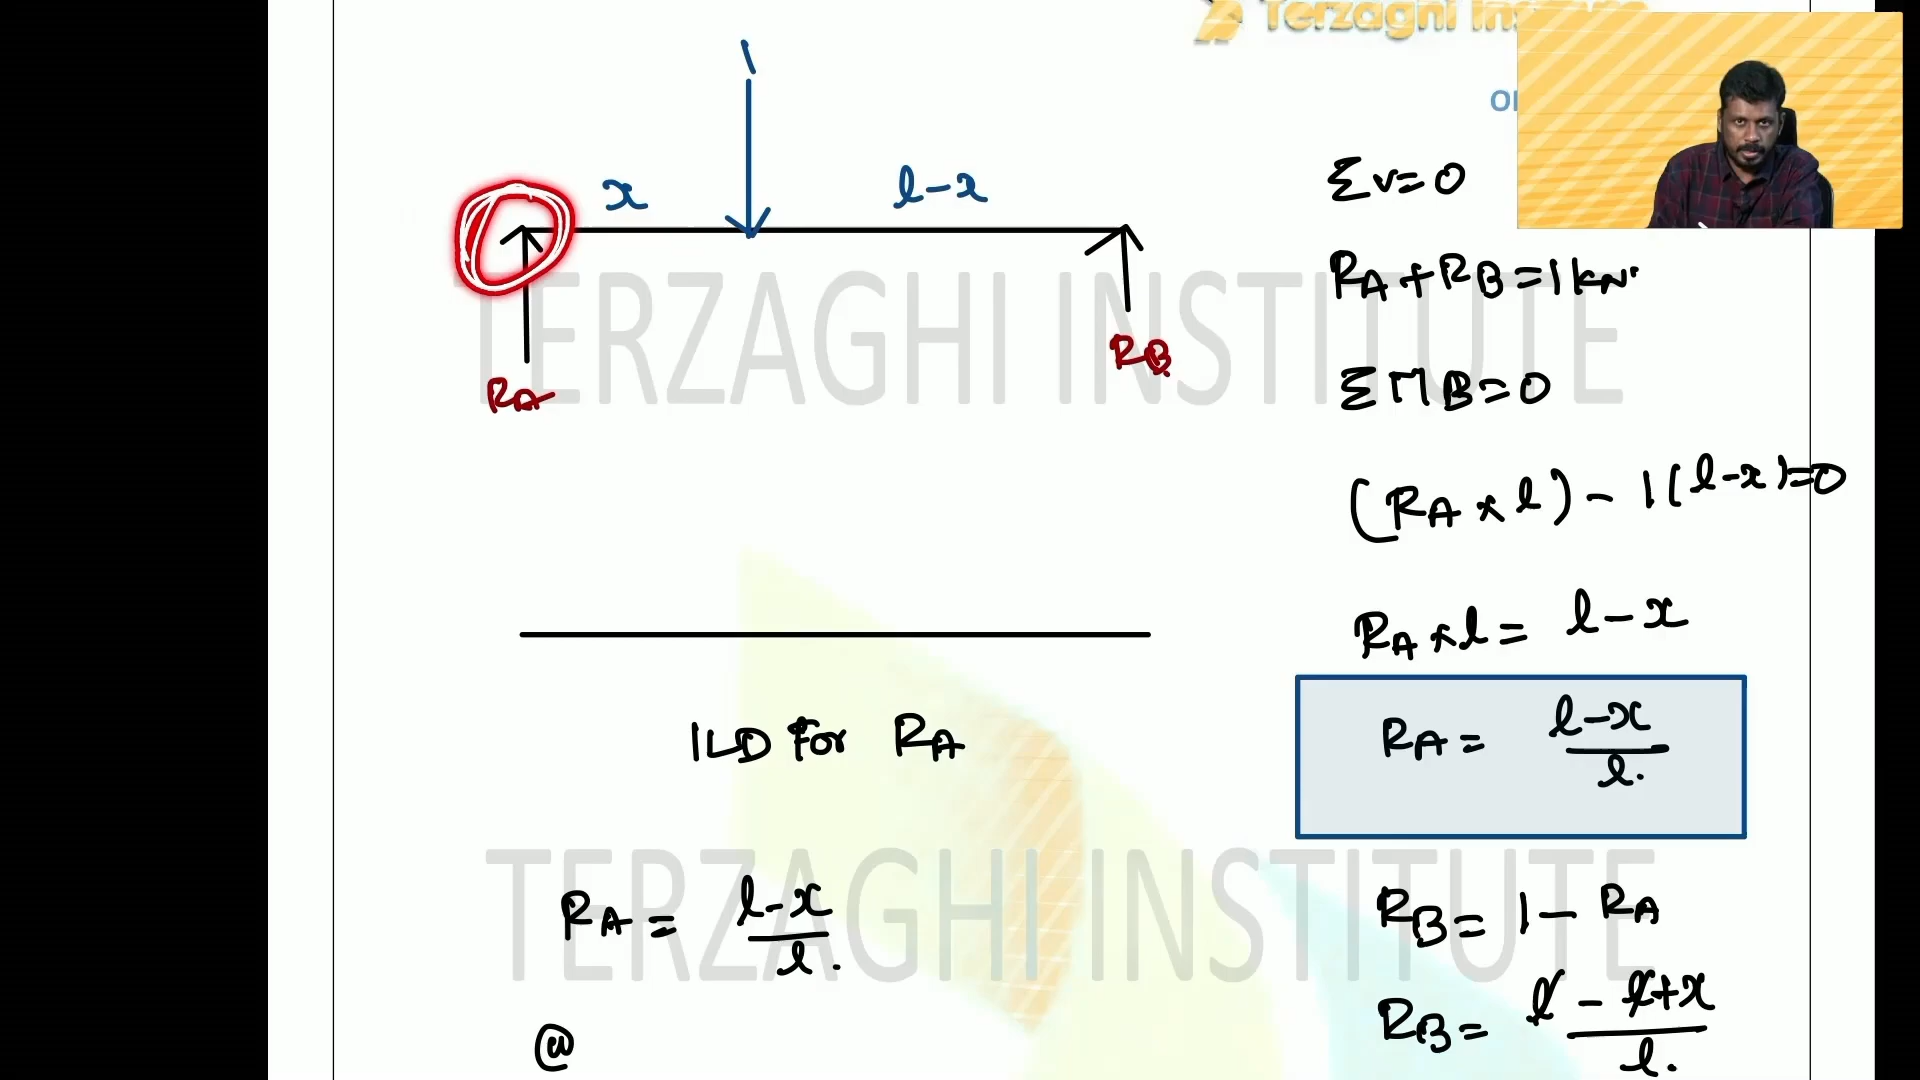 Terzaghi Ins
1
x
l-x
RA
RB
ΣV=0
RA+RB=1kN
ΣMB=0
(RA×l)-1(l-x)=0
RA×l=l-x
RA=l-x/l.
RB=1-RA
RB=l-l+x/l.
ILD For RA
RA=l-x/l.
@
TERZAGHI INSTITUTE
TERZAGHI INSTITUTE